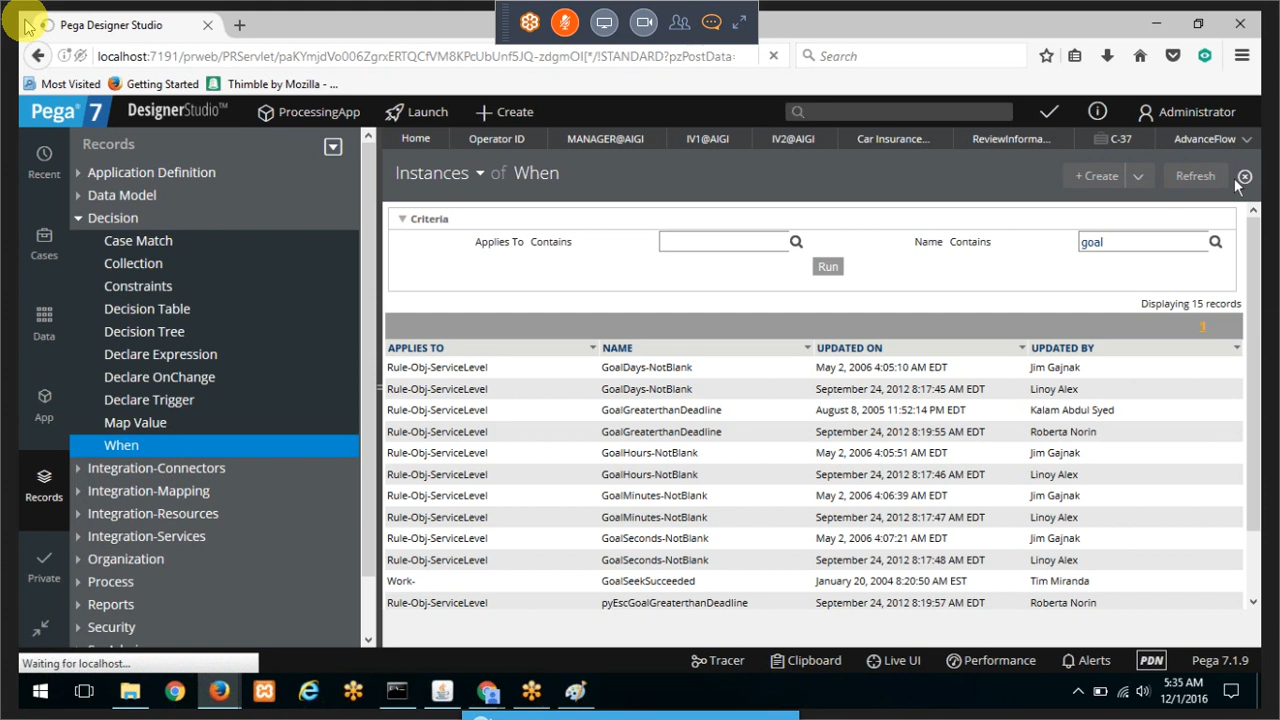 Pega Designer Studio
localhost:7191/prweb/PRServlet/paKYmjdVo006ZgrxERTAFW8V9GVM8KPcUbUnf5JQ-zdgmOI[*/!STANDARD?pzPostData=
Search
Most Visited Getting Started Thimble by Mozilla - ...
Pega 7 DesignerStudio™ ProcessingApp Launch + Create Administrator
Records
Home Operator ID MANAGER@AIGI IV1@AIGI IV2@AIGI Car Insurance... ReviewInforma... C-37 AdvanceFlow
Recent
Cases
Data
App
Records
Private
Application Definition
Data Model
Decision
Case Match
Collection
Constraints
Decision Table
Decision Tree
Declare Expression
Declare OnChange
Declare Trigger
Map Value
When
Integration-Connectors
Integration-Mapping
Integration-Resources
Integration-Services
Organization
Process
Reports
Security
Instances of When
+ Create Refresh
Criteria
Applies To Contains Name Contains goal
Run
Displaying 15 records
1
APPLIES TO NAME UPDATED ON UPDATED BY
Rule-Obj-ServiceLevel GoalDays-NotBlank May 2, 2006 4:05:10 AM EDT Jim Gajnak
Rule-Obj-ServiceLevel GoalDays-NotBlank September 24, 2012 8:17:45 AM EDT Linoy Alex
Rule-Obj-ServiceLevel GoalGreaterthanDeadline August 8, 2005 11:52:14 PM EDT Kalam Abdul Syed
Rule-Obj-ServiceLevel GoalGreaterthanDeadline September 24, 2012 8:19:55 AM EDT Roberta Norin
Rule-Obj-ServiceLevel GoalHours-NotBlank May 2, 2006 4:05:51 AM EDT Jim Gajnak
Rule-Obj-ServiceLevel GoalHours-NotBlank September 24, 2012 8:17:46 AM EDT Linoy Alex
Rule-Obj-ServiceLevel GoalMinutes-NotBlank May 2, 2006 4:06:39 AM EDT Jim Gajnak
Rule-Obj-ServiceLevel GoalMinutes-NotBlank September 24, 2012 8:17:47 AM EDT Linoy Alex
Rule-Obj-ServiceLevel GoalSeconds-NotBlank May 2, 2006 4:07:21 AM EDT Jim Gajnak
Rule-Obj-ServiceLevel GoalSeconds-NotBlank September 24, 2012 8:17:48 AM EDT Linoy Alex
Work- GoalSeekSucceeded January 20, 2004 8:20:50 AM EST Tim Miranda
Rule-Obj-ServiceLevel pyEscGoalGreaterthanDeadline September 24, 2012 8:19:57 AM EDT Roberta Norin
Waiting for localhost...
Tracer Clipboard Live UI Performance Alerts PDN Pega 7.1.9
5:35 AM
12/1/2016